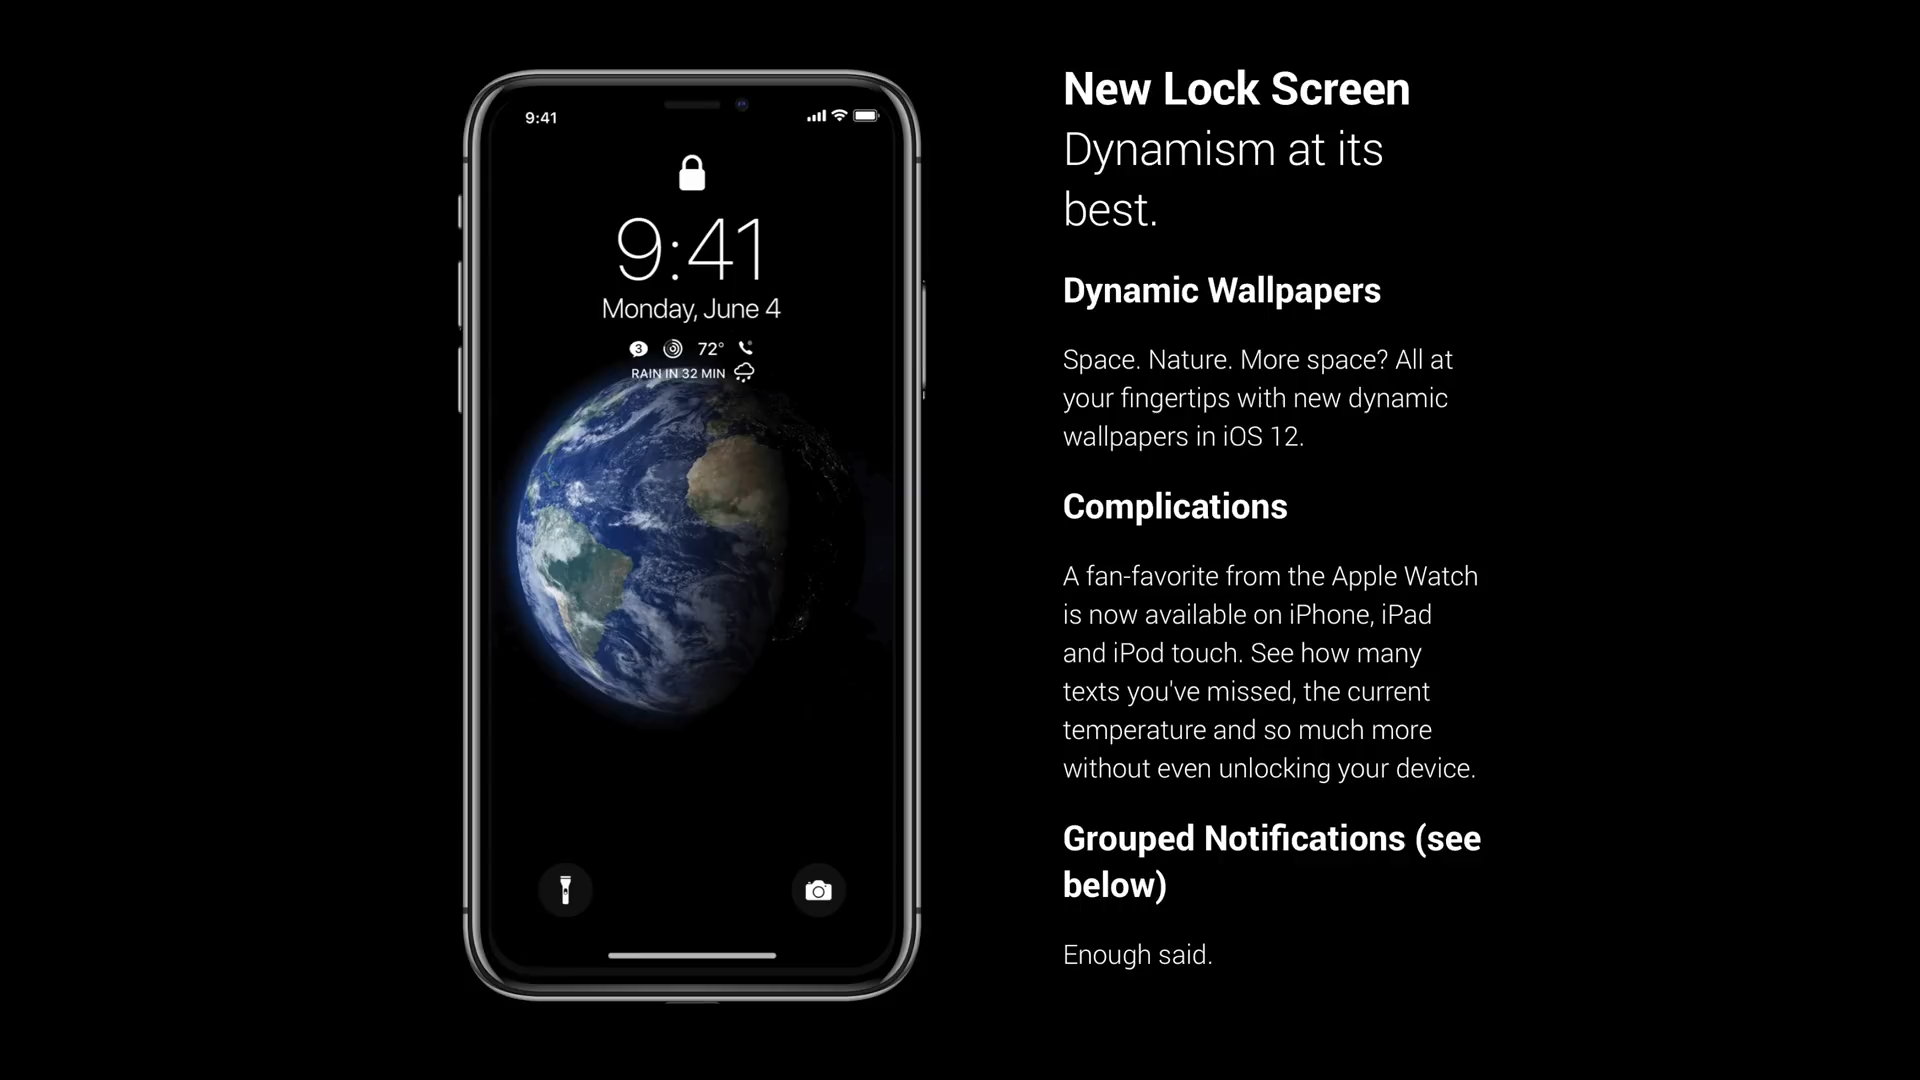 9:41
9:41
Monday, June 4
3 72°
RAIN IN 32 MIN
New Lock Screen
Dynamism at its
best.
Dynamic Wallpapers
Space. Nature. More space? All at
your fingertips with new dynamic
wallpapers in iOS 12.
Complications
A fan-favorite from the Apple Watch
is now available on iPhone, iPad
and iPod touch. See how many
texts you've missed, the current
temperature and so much more
without even unlocking your device.
Grouped Notifications (see
below)
Enough said.